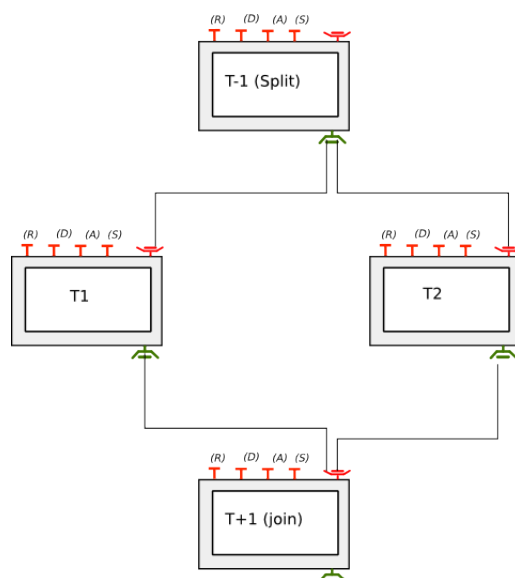 (R) (D) (A) (S)
T-1 (Split)
(R) (D) (A) (S)
T1
(R) (D) (A) (S)
T2
(R) (D) (A) (S)
T+1 (join)